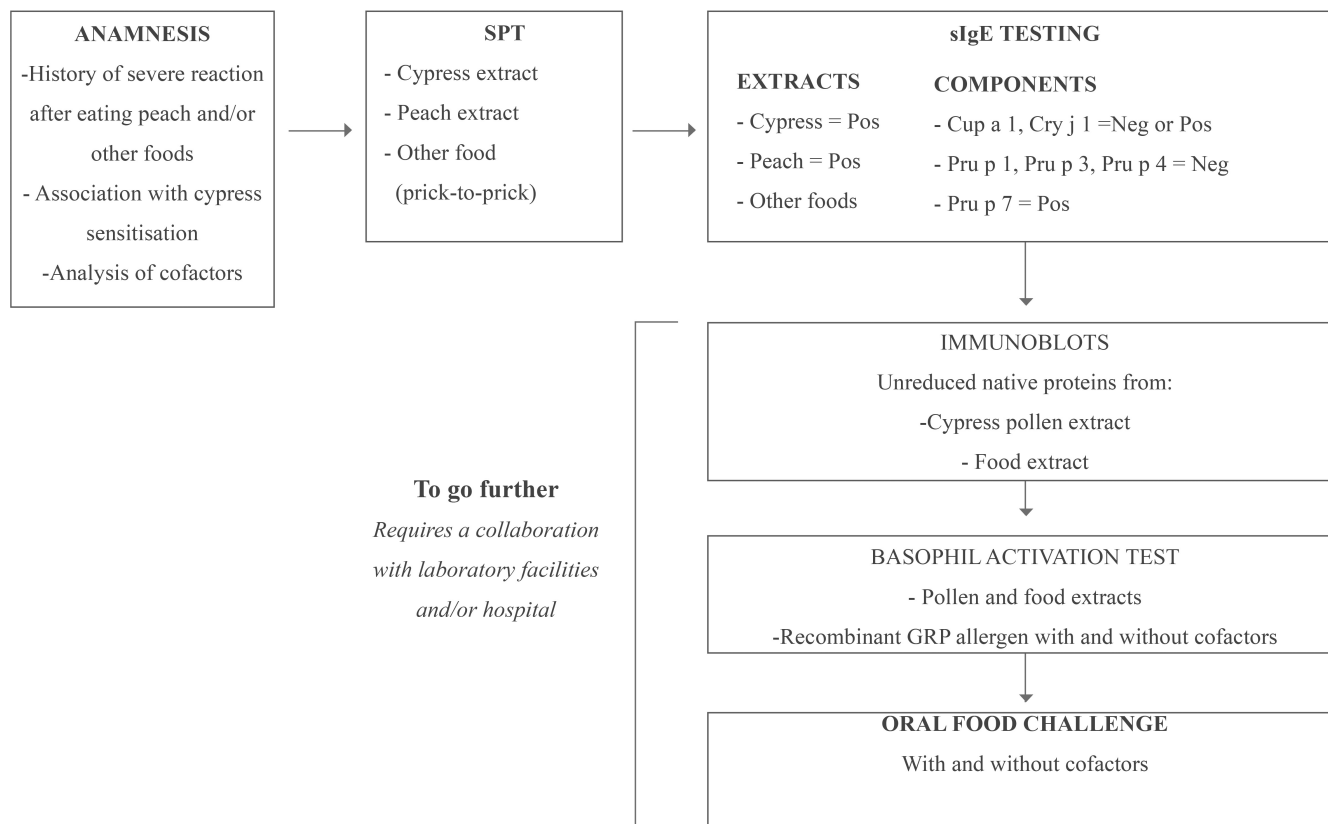 ANAMNESIS
-History of severe reaction
after eating peach and/or
other foods
- Association with cypress
sensitisation
-Analysis of cofactors
SPT
- Cypress extract
- Peach extract
- Other food
(prick-to-prick)
sIgE TESTING
EXTRACTS
- Cypress = Pos
- Peach = Pos
- Other foods
COMPONENTS
- Cup a 1, Cry j 1 =Neg or Pos
- Pru p 1, Pru p 3, Pru p 4 = Neg
- Pru p 7 = Pos
To go further
Requires a collaboration
with laboratory facilities
and/or hospital
IMMUNOBLOTS
Unreduced native proteins from:
-Cypress pollen extract
- Food extract
BASOPHIL ACTIVATION TEST
- Pollen and food extracts
-Recombinant GRP allergen with and without cofactors
ORAL FOOD CHALLENGE
With and without cofactors